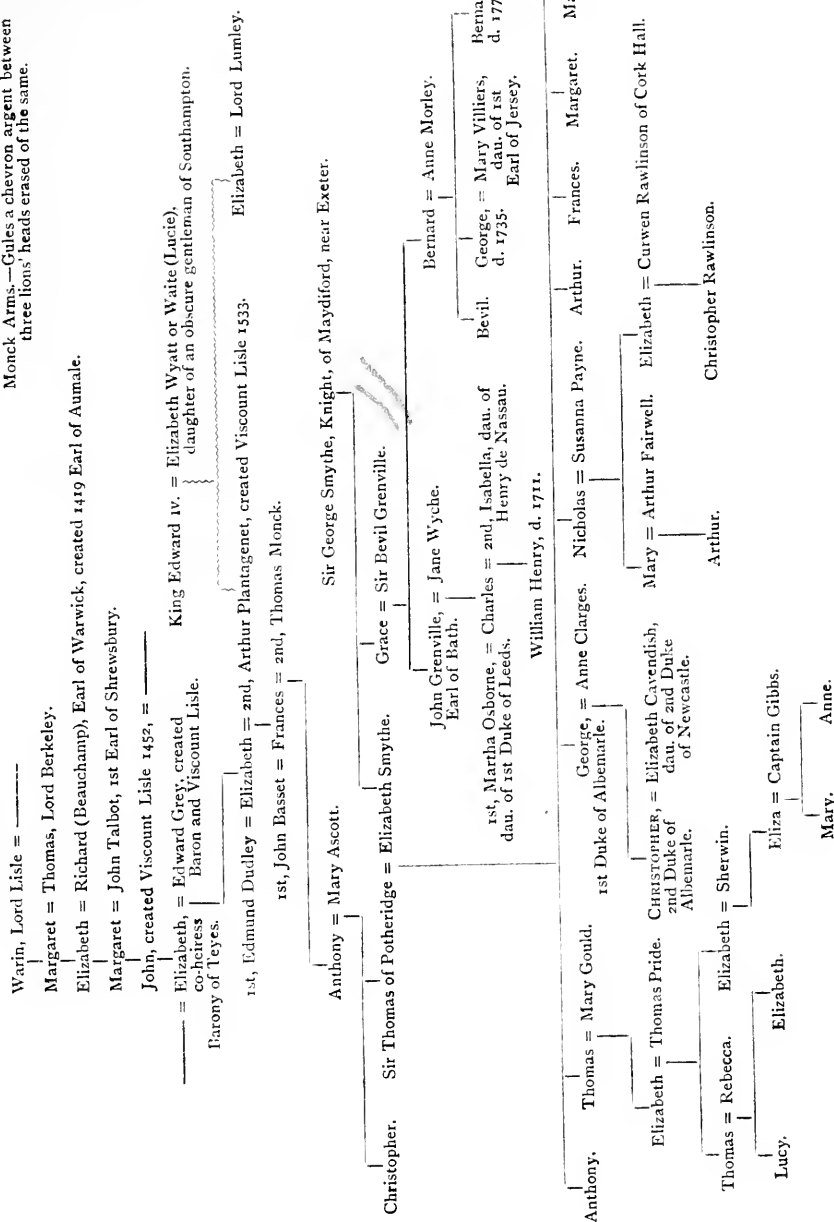 Monck Arms.—Gules a chevron argent between
three lions' heads erased of the same.
Warin, Lord Lisle = ———
Margaret = Thomas, Lord Berkeley.
Elizabeth = Richard (Beauchamp), Earl of Warwick, created 1419 Earl of Aumale.
Margaret = John Talbot, 1st Earl of Shrewsbury.
John, created Viscount Lisle 1452, = ———
——— = Elizabeth, = Edward Grey, created
co-heiress Baron and Viscount Lisle.
Barony of Teyes.
King Edward IV. = Elizabeth Wyatt or Waite (Lucie),
daughter of an obscure gentleman of Southampton.
1st, Edmund Dudley = Elizabeth = 2nd, Arthur Plantagenet, created Viscount Lisle 1533.
Elizabeth = Lord Lumley.
1st, John Basset = Frances = 2nd, Thomas Monck.
Anthony = Mary Ascott.
Sir George Smythe, Knight, of Maydiford, near Exeter.
Christopher.
Sir Thomas of Potheridge = Elizabeth Smythe.
Grace = Sir Bevil Grenville.
John Grenville, = Jane Wyche.
Earl of Bath.
Bernard = Anne Morley.
1st, Martha Osborne, = Charles = 2nd, Isabella, dau. of
dau. of 1st Duke of Leeds. Henry de Nassau.
William Henry, d. 1711.
Bevil.
George, = Mary Villiers,
d. 1735. dau. of 1st
Earl of Jersey.
Berna
d. 177
Anthony.
Thomas = Mary Gould.
George, = Anne Clarges.
1st Duke of Albemarle.
Nicholas = Susanna Payne.
Arthur.
Frances.
Margaret.
Ma
Elizabeth = Thomas Pride.
CHRISTOPHER, = Elizabeth Cavendish,
2nd Duke of dau. of 2nd Duke
Albemarle. of Newcastle.
Mary = Arthur Fairwell.
Elizabeth = Curwen Rawlinson of Cork Hall.
Arthur.
Christopher Rawlinson.
Thomas = Rebecca.
Elizabeth = Sherwin.
Lucy.
Elizabeth.
Eliza = Captain Gibbs.
Mary.
Anne.